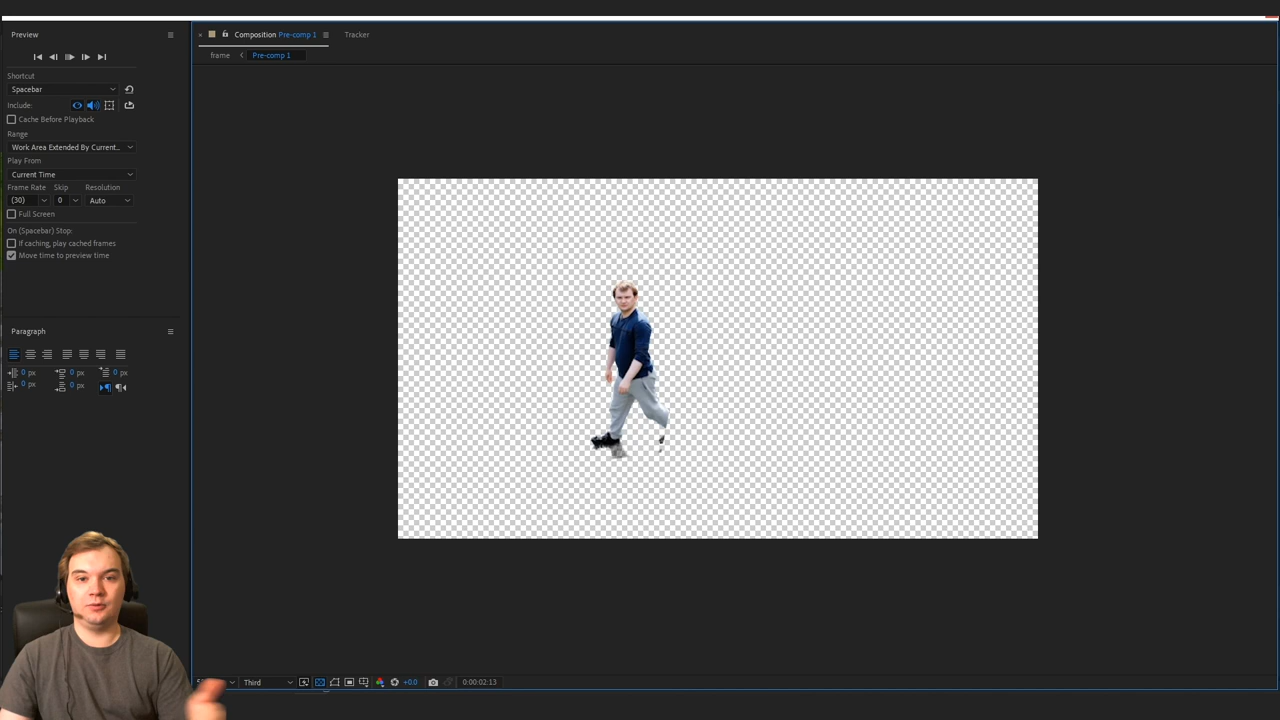 Preview
Composition Pre-comp 1
Tracker
frame
Pre-comp 1
Shortcut
Spacebar
Include:
Cache Before Playback
Range
Work Area Extended By Current...
Play From
Current Time
Frame Rate Skip Resolution
(30) 0 Auto
Full Screen
On (Spacebar) Stop:
If caching, play cached frames
Move time to preview time
Paragraph
0 px 0 px 0 px
0 px 0 px
Third
+0.0
0:00:02:13